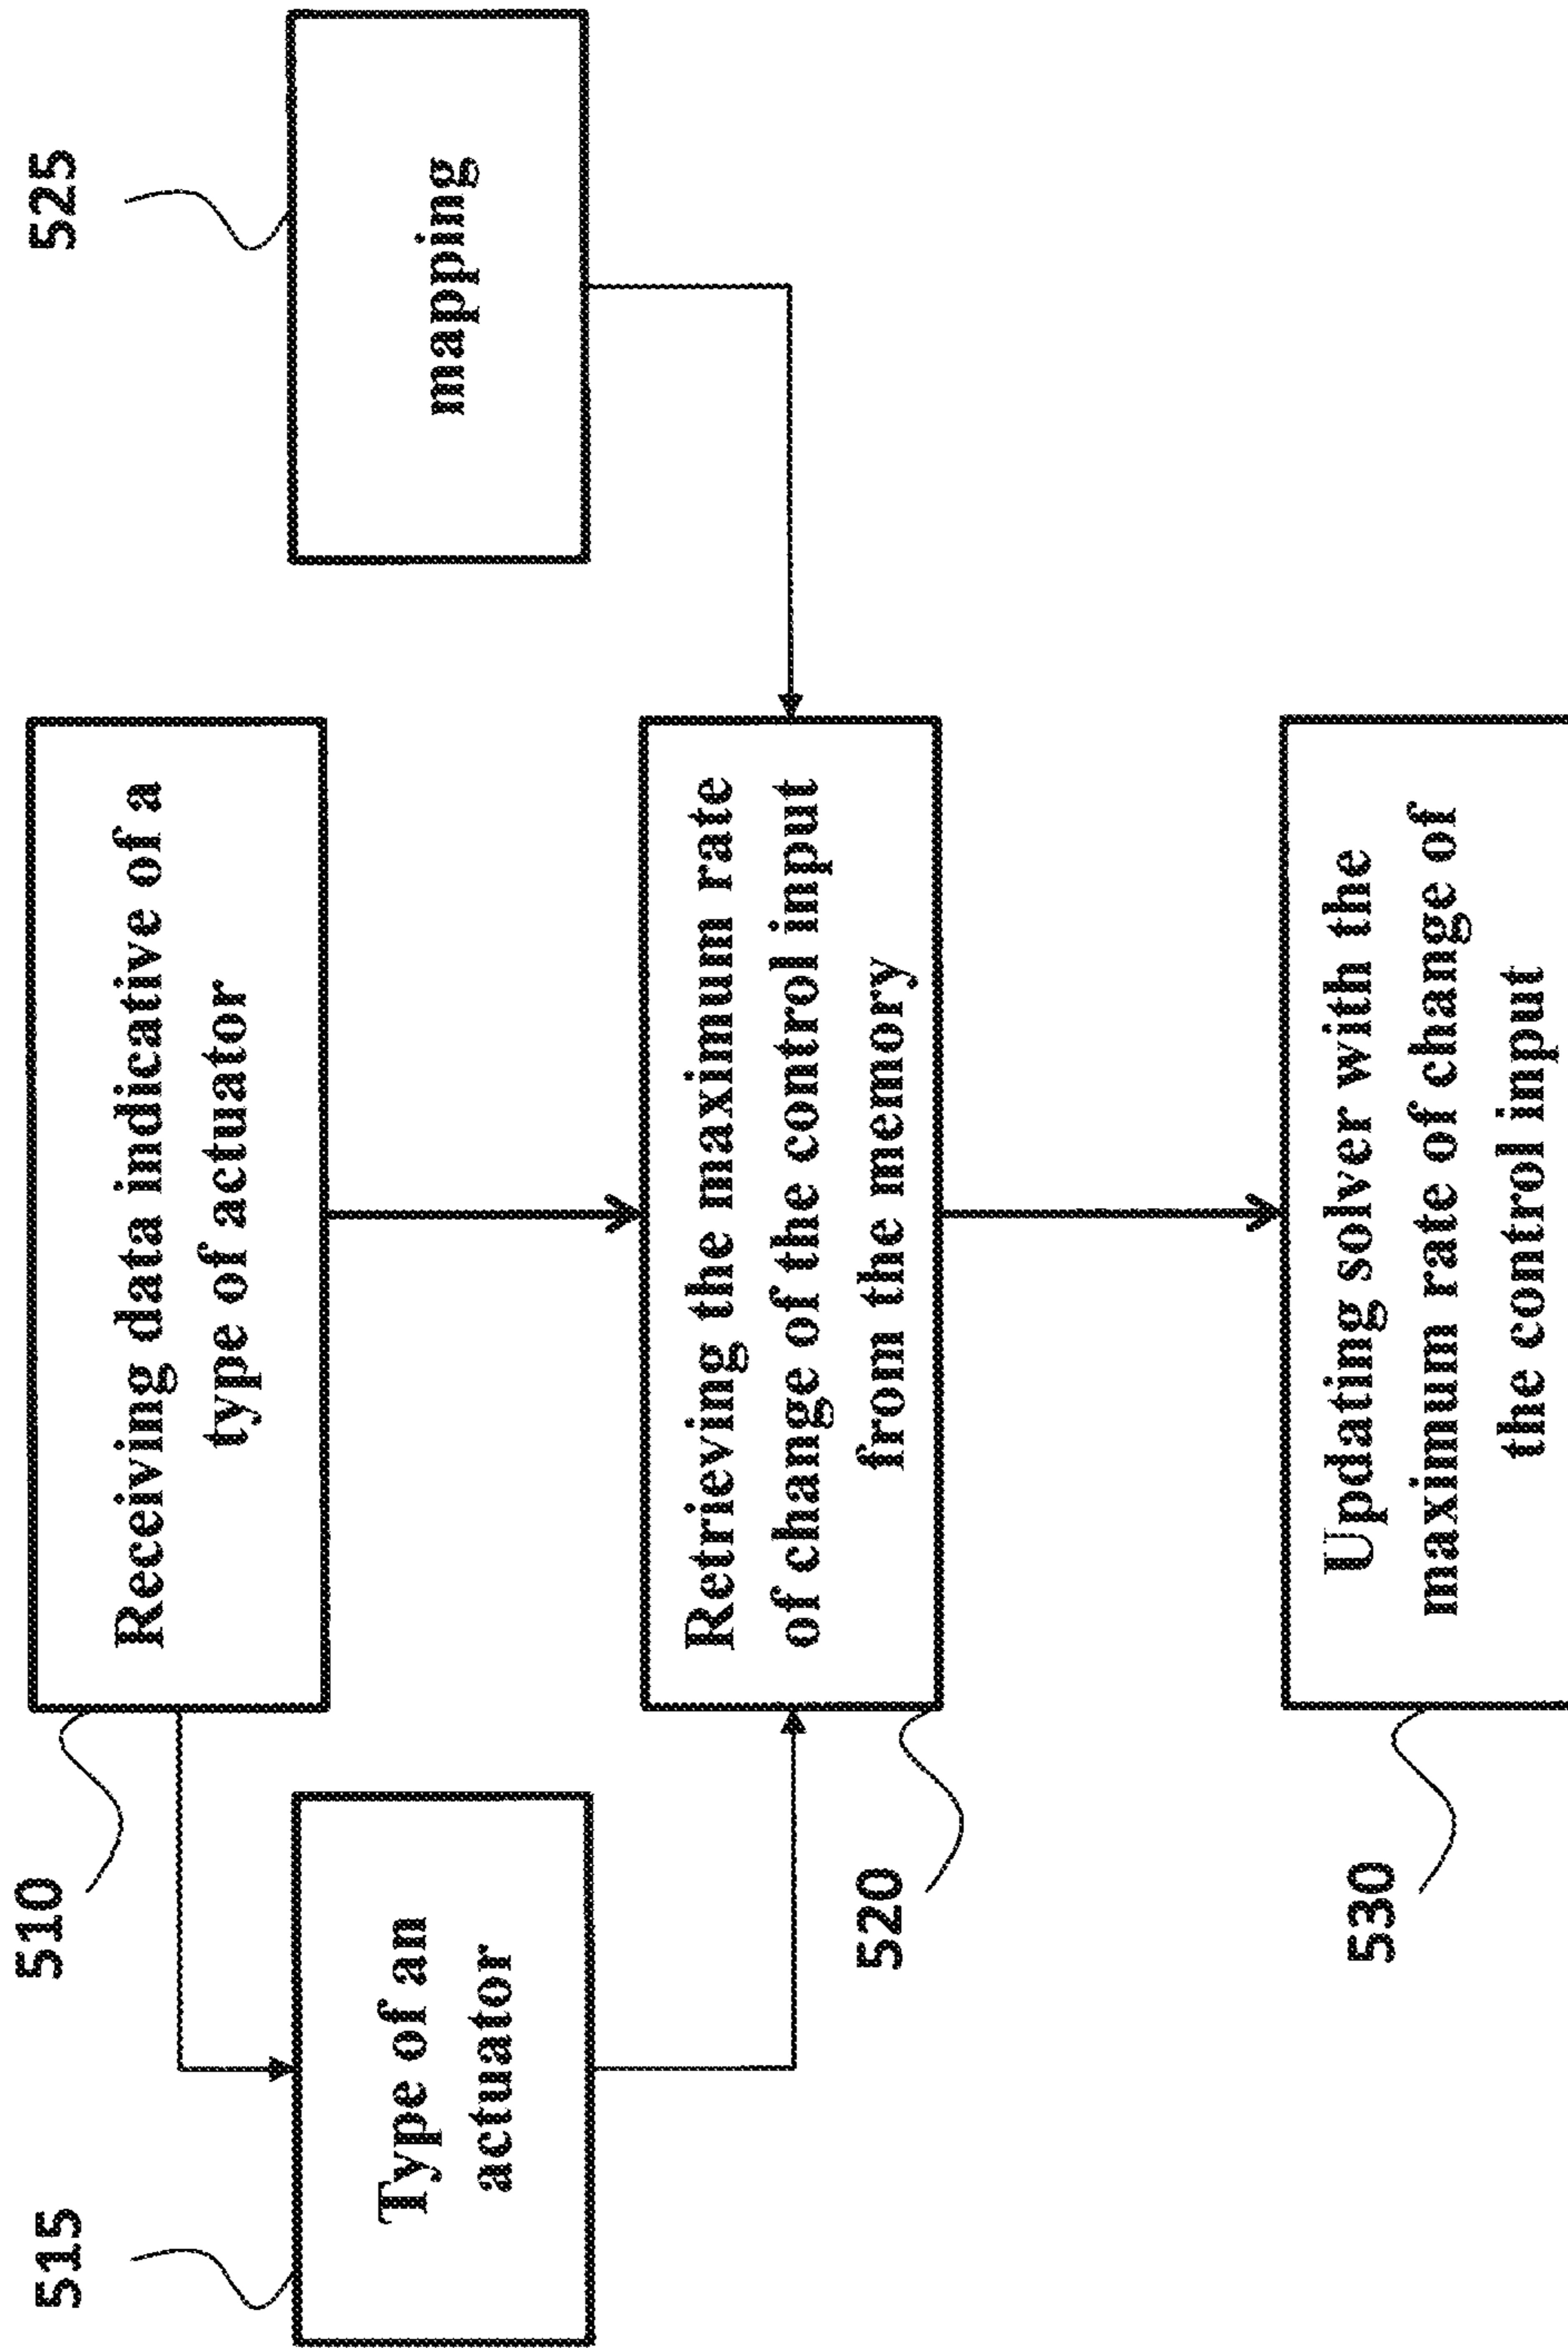 510
Receiving data indicative of a
type of actuator
515
Type of an
actuator
525
mapping
520
Retrieving the maximum rate
of change of the control input
from the memory
530
Updating solver with the
maximum rate of change of
the control input